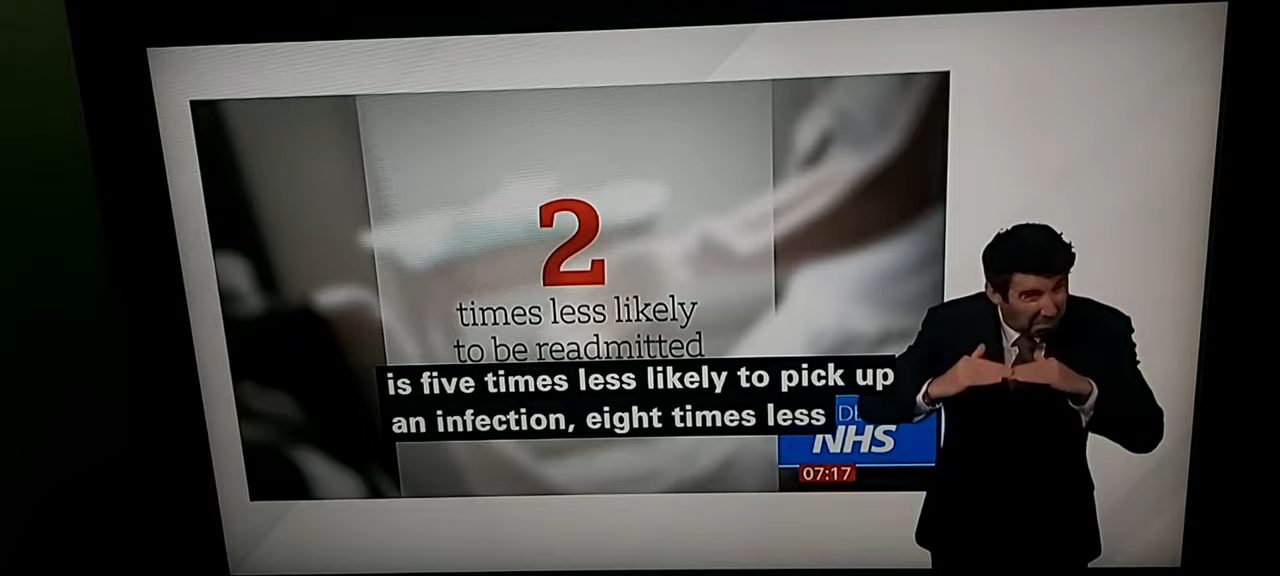 2
times less likely
to be readmitted
is five times less likely to pick up
an infection, eight times less
NHS
07:17